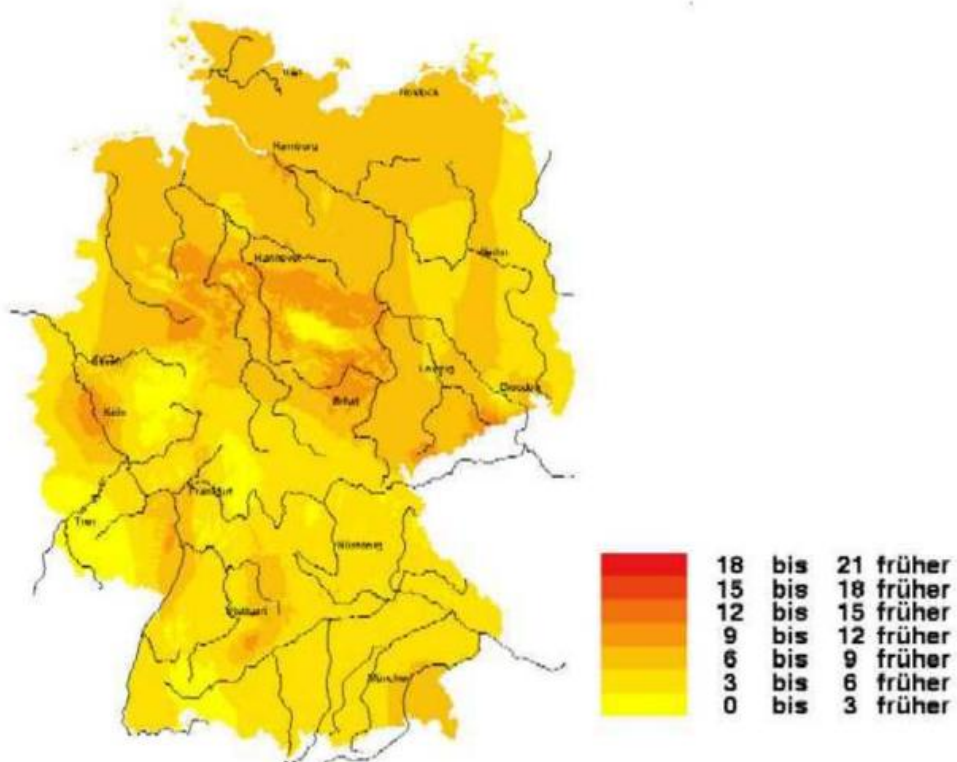 Köln
Rostock
Hamburg
Hannover
Berlin
Leipzig
Dresden
Erfurt
Frankfurt
Trier
Nürnberg
Stuttgart
München
18 bis 21 früher
15 bis 18 früher
12 bis 15 früher
9 bis 12 früher
6 bis 9 früher
3 bis 6 früher
0 bis 3 früher